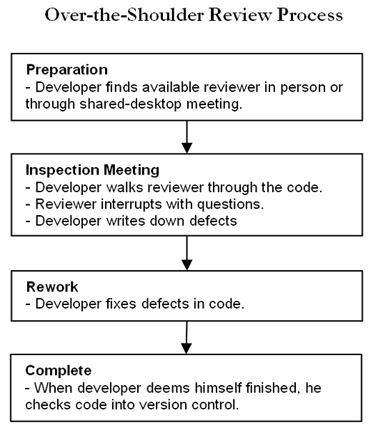 Over-the-Shoulder Review Process
Preparation
- Developer finds available reviewer in person or
through shared-desktop meeting.
Inspection Meeting
- Developer walks reviewer through the code.
- Reviewer interrupts with questions.
- Developer writes down defects
Rework
- Developer fixes defects in code.
Complete
- When developer deems himself finished, he
checks code into version control.